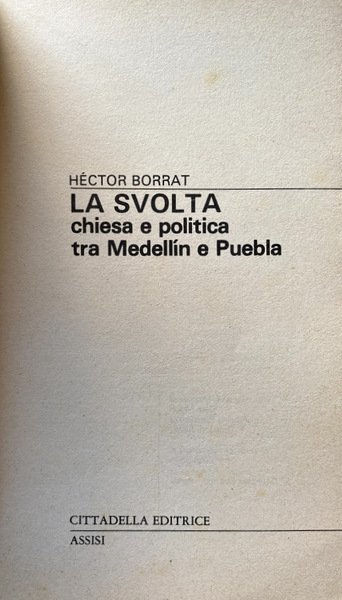 HÉCTOR BORRAT
LA SVOLTA
chiesa e politica
tra Medellín e Puebla
CITTADELLA EDITRICE
ASSISI